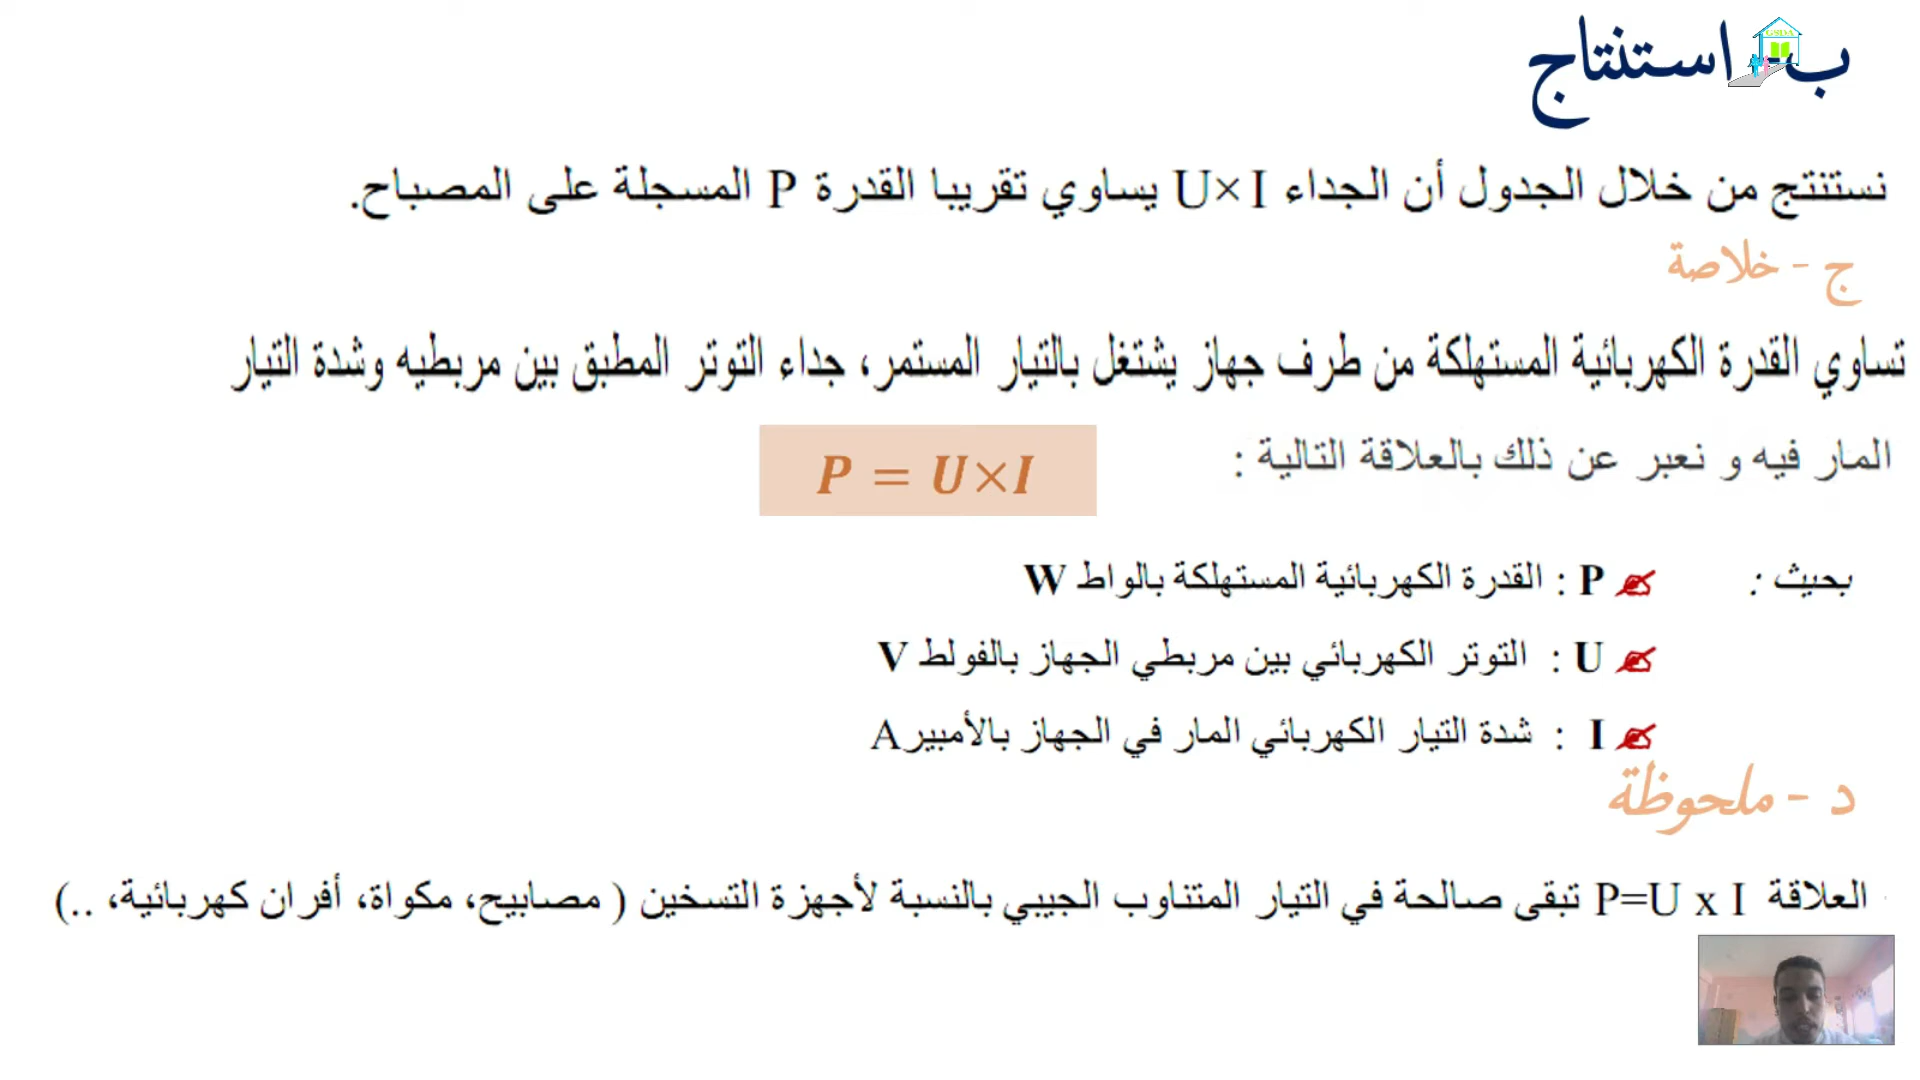 ب- استنتاج
GSDA
نستنتج من خلال الجدول أن الجداء U×I يساوي تقريبا القدرة P المسجلة على المصباح.
ج - خلاصة
تساوي القدرة الكهربائية المستهلكة من طرف جهاز يشتغل بالتيار المستمر، جداء التوتر المطبق بين مربطيه وشدة التيار
المار فيه و نعبر عن ذلك بالعلاقة التالية :
P = U×I
بحيث : P : القدرة الكهربائية المستهلكة بالواط W
U : التوتر الكهربائي بين مربطي الجهاز بالفولط V
I : شدة التيار الكهربائي المار في الجهاز بالأمبير A
د - ملحوظة
العلاقة P=U x I تبقى صالحة في التيار المتناوب الجيبي بالنسبة لأجهزة التسخين ( مصابيح، مكواة، أفران كهربائية، ..)